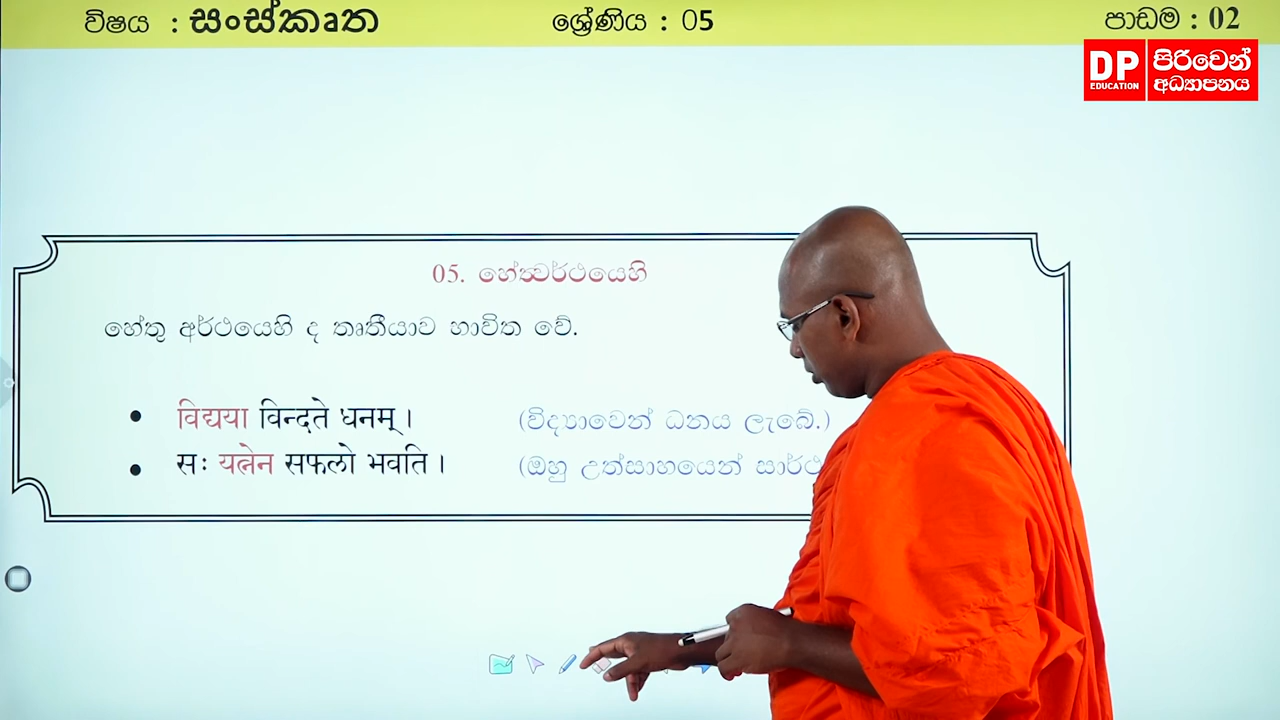 විෂය : සංස්කෘත ශ්‍රේණිය : 05 පාඩම : 02
DP EDUCATION පිරිවෙන් අධ්‍යාපනය
05. හේත්‍වර්ථයෙහි
හේතු අර්ථයෙහි ද තෘතීයාව භාවිත වේ.
• विद्यया विन्दते धनम् । (විද්‍යාවෙන් ධනය ලැබේ.)
• सः यत्नेन सफलो भवति । (ඔහු උත්සාහයෙන්